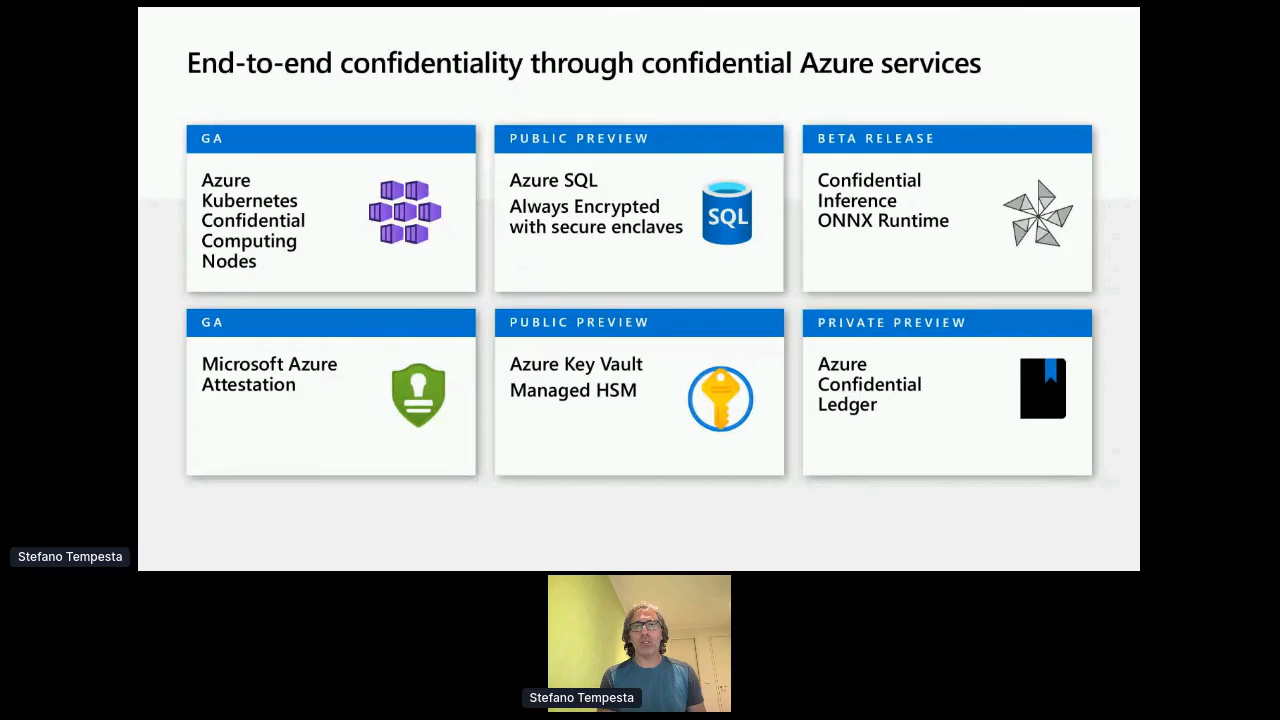 End-to-end confidentiality through confidential Azure services
GA
Azure
Kubernetes
Confidential
Computing
Nodes
PUBLIC PREVIEW
Azure SQL
Always Encrypted
with secure enclaves
SQL
BETA RELEASE
Confidential
Inference
ONNX Runtime
GA
Microsoft Azure
Attestation
PUBLIC PREVIEW
Azure Key Vault
Managed HSM
PRIVATE PREVIEW
Azure
Confidential
Ledger
Stefano Tempesta
Stefano Tempesta